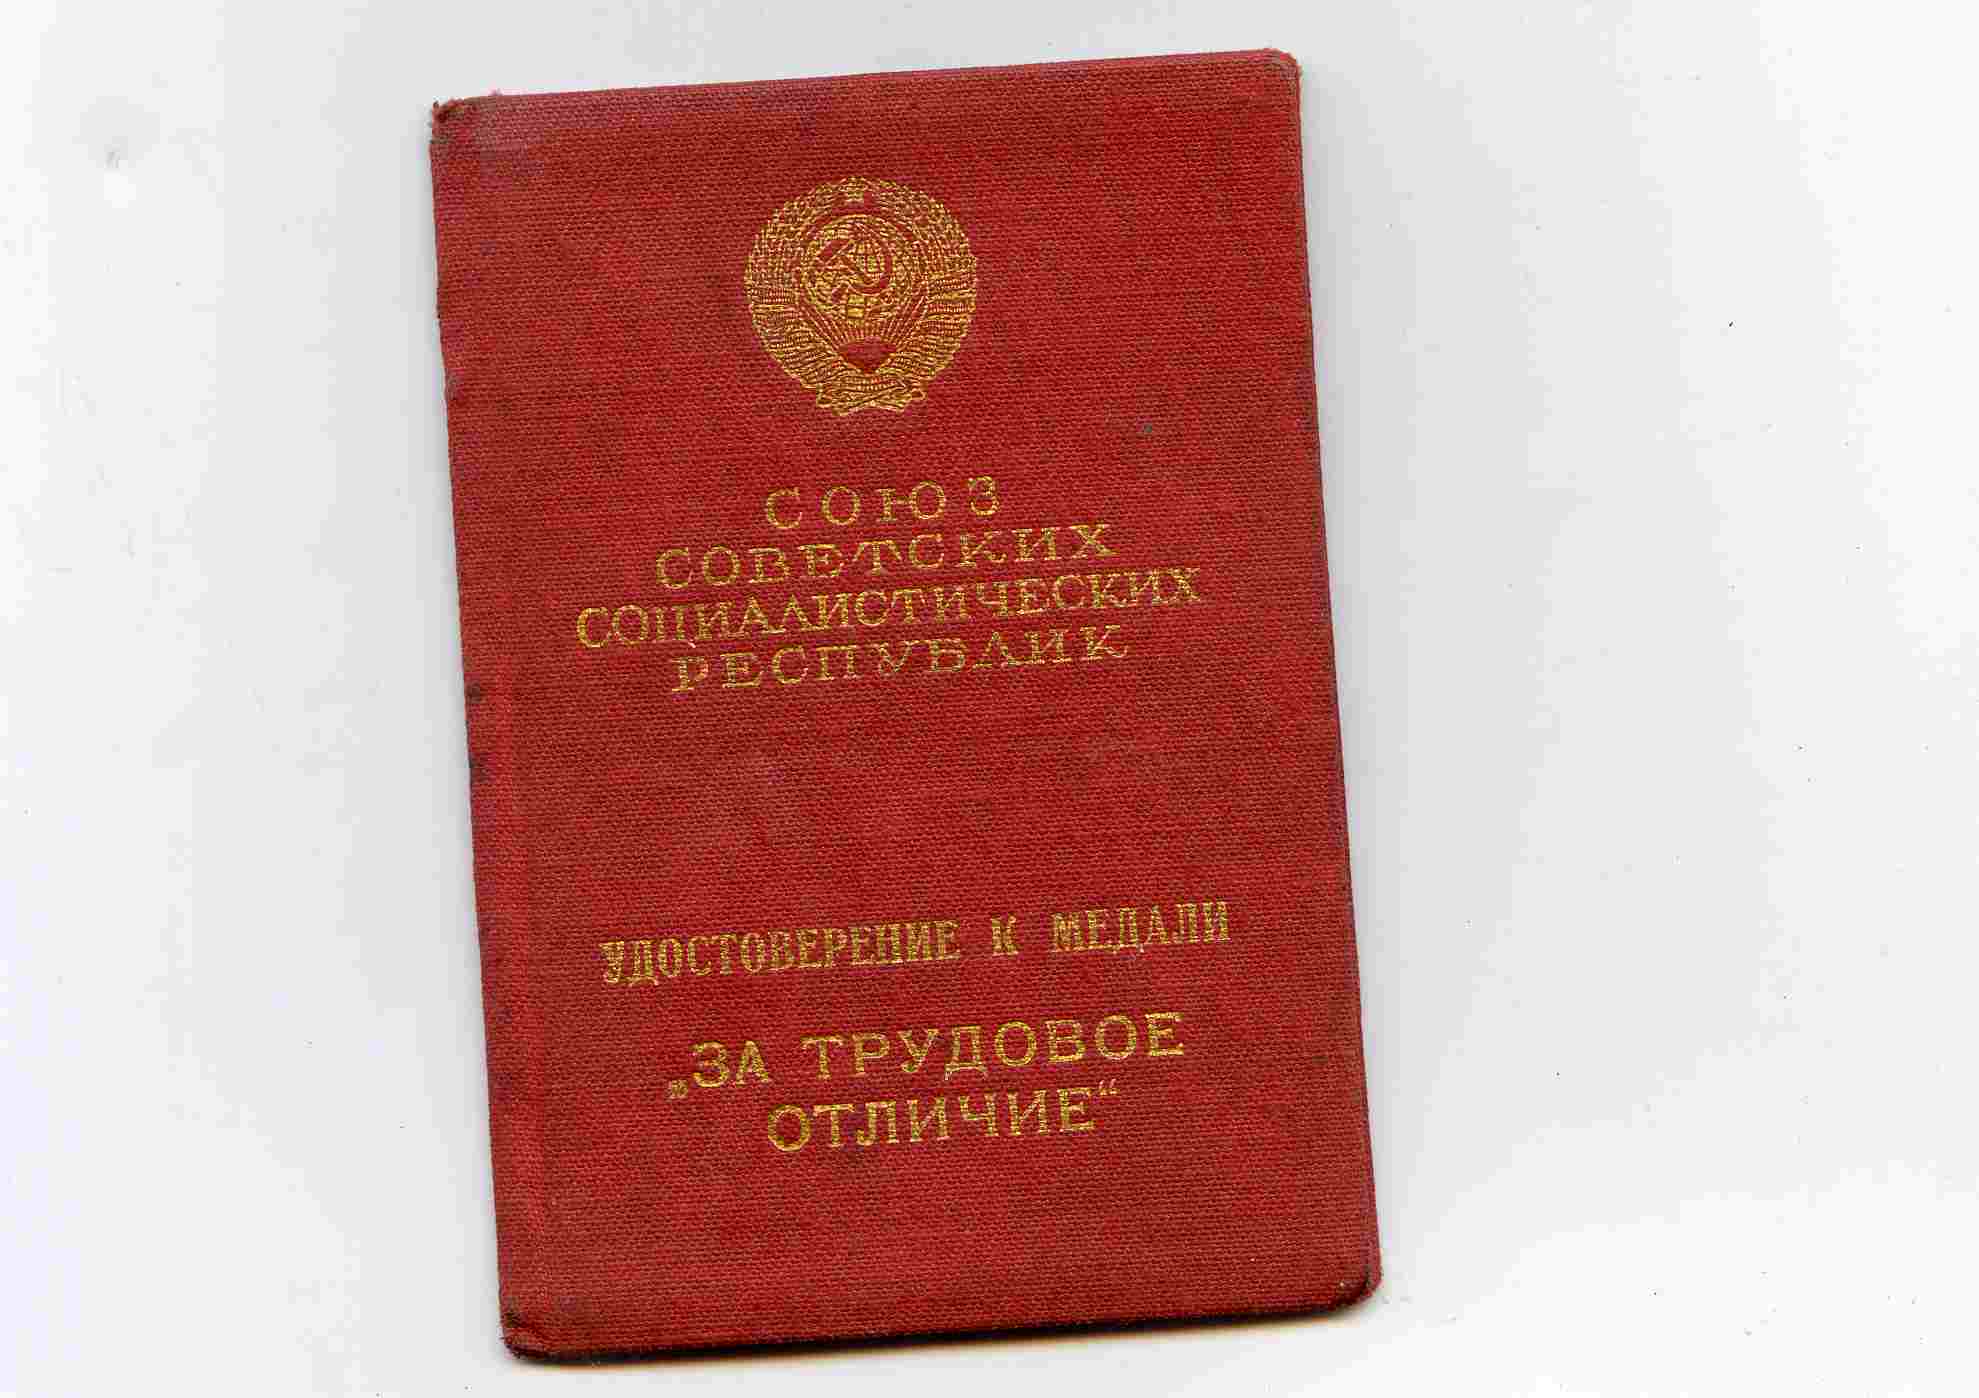 СОЮЗ
СОВЕТСКИХ
СОЦИАЛИСТИЧЕСКИХ
РЕСПУБЛИК
УДОСТОВЕРЕНИЕ К МЕДАЛИ
„ЗА ТРУДОВОЕ
ОТЛИЧИЕ“